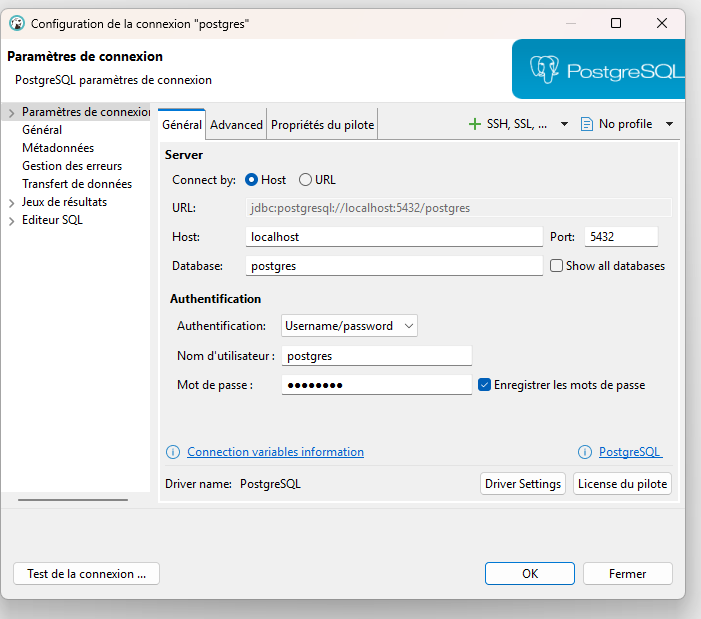 Configuration de la connexion "postgres"
Paramètres de connexion
PostgreSQL paramètres de connexion
PostgreSQL
Paramètres de connexion
Général
Métadonnées
Gestion des erreurs
Transfert de données
Jeux de résultats
Editeur SQL
Général Advanced Propriétés du pilote
SSH, SSL, ... No profile
Server
Connect by: Host URL
URL: jdbc:postgresql://localhost:5432/postgres
Host: localhost Port: 5432
Database: postgres Show all databases
Authentification
Authentification: Username/password
Nom d'utilisateur : postgres
Mot de passe : ●●●●●●●● Enregistrer les mots de passe
Connection variables information PostgreSQL
Driver name: PostgreSQL Driver Settings License du pilote
Test de la connexion ... OK Fermer